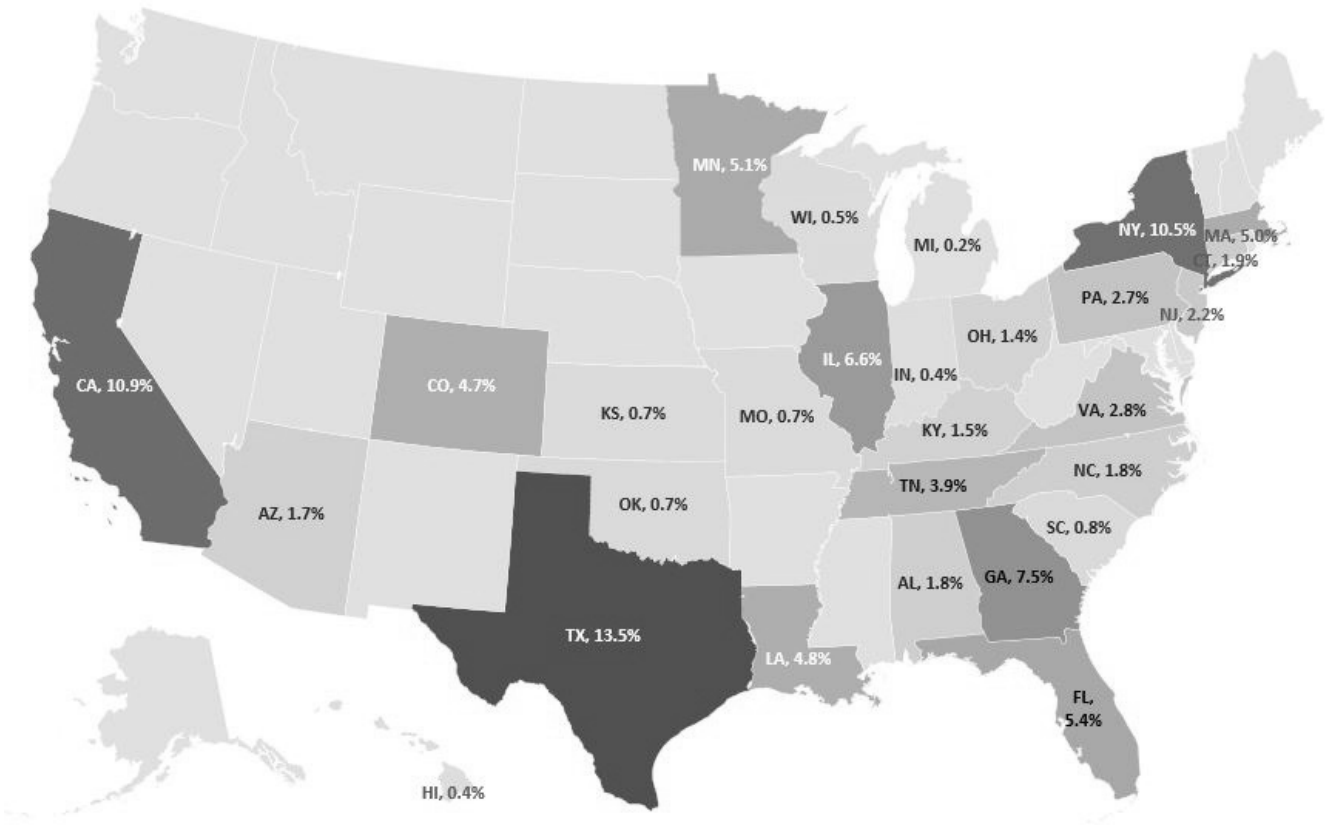 MN, 5.1%
WI, 0.5%
MI, 0.2%
NY, 10.5%
MA, 5.0%
CT, 1.9%
PA, 2.7%
NJ, 2.2%
OH, 1.4%
IL, 6.6%
IN, 0.4%
CA, 10.9%
CO, 4.7%
KS, 0.7%
MO, 0.7%
KY, 1.5%
VA, 2.8%
NC, 1.8%
TN, 3.9%
AZ, 1.7%
OK, 0.7%
SC, 0.8%
AL, 1.8%
GA, 7.5%
TX, 13.5%
LA, 4.8%
FL,
5.4%
HI, 0.4%